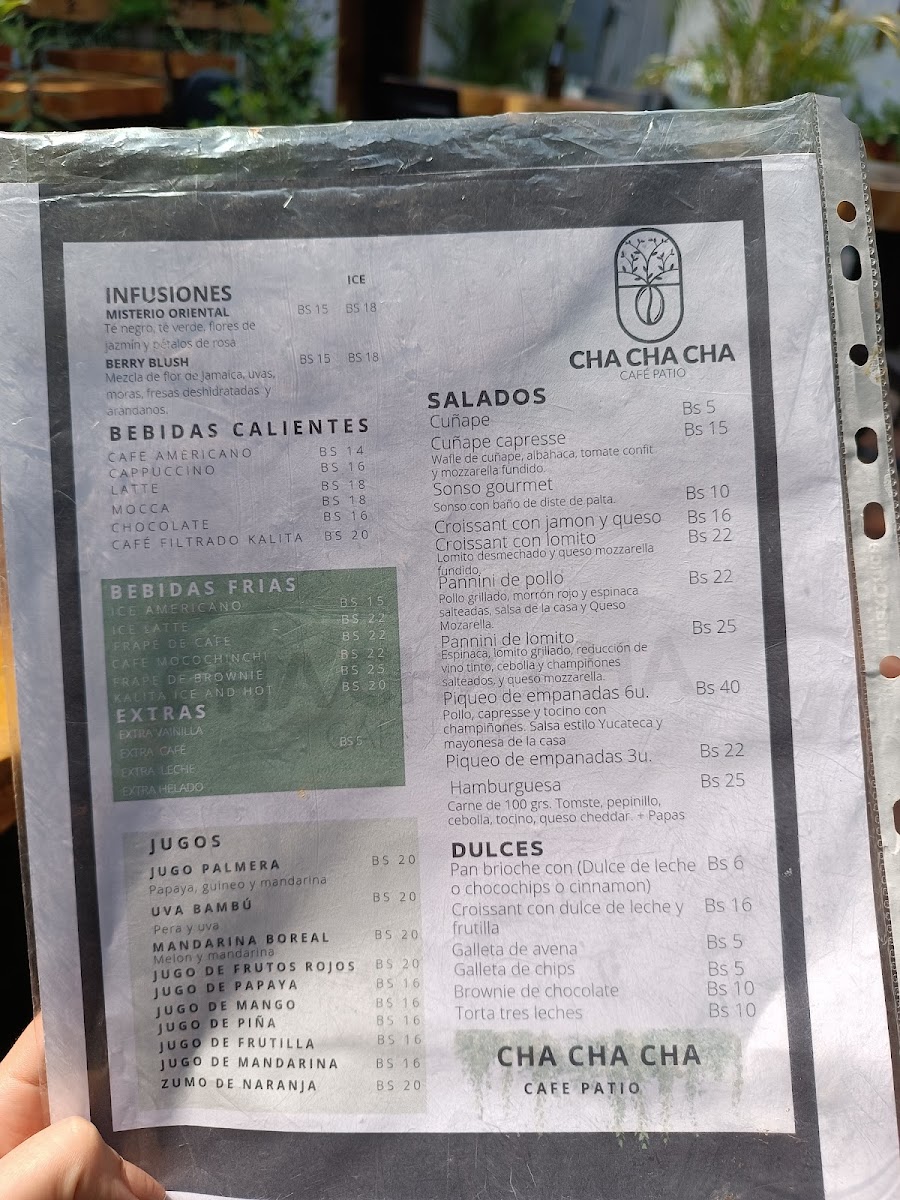 ICE
INFUSIONES
MISTERIO ORIENTAL BS 15 BS 18
Té negro, té verde, flores de
jazmín y pétalos de rosa
BERRY BLUSH BS 15 BS 18
Mezcla de flor de Jamaica, uvas,
moras, fresas deshidratadas y
arándanos.
BEBIDAS CALIENTES
CAFE AMERICANO BS 14
CAPPUCCINO BS 16
LATTE BS 18
MOCCA BS 18
CHOCOLATE BS 16
CAFÉ FILTRADO KALITA BS 20
BEBIDAS FRIAS
ICE AMERICANO BS 15
ICE LATTE BS 22
FRAPE DE CAFE BS 22
CAFE MOCOCHINCHI BS 22
FRAPE DE BROWNIE BS 25
KALITA ICE AND HOT BS 20
EXTRAS
EXTRA VAINILLA
EXTRA CAFÉ BS 5
EXTRA LECHE
EXTRA HELADO
JUGOS
JUGO PALMERA BS 20
Papaya, guineo y mandarina
UVA BAMBÚ BS 20
Pera y uva
MANDARINA BOREAL BS 20
Melon y mandarina
JUGO DE FRUTOS ROJOS BS 20
JUGO DE PAPAYA BS 16
JUGO DE MANGO BS 16
JUGO DE PIÑA BS 16
JUGO DE FRUTILLA BS 16
JUGO DE MANDARINA BS 16
ZUMO DE NARANJA BS 20
CHA CHA CHA
CAFÉ PATIO
SALADOS
Cuñape Bs 5
Cuñape capresse Bs 15
Wafle de cuñape, albahaca, tomate confit
y mozzarella fundido.
Sonso gourmet Bs 10
Sonso con baño de diste de palta.
Croissant con jamon y queso Bs 16
Croissant con lomito Bs 22
Lomito desmechado y queso mozzarella
fundido.
Pannini de pollo Bs 22
Pollo grillado, morrón rojo y espinaca
salteadas, salsa de la casa y Queso
Mozarella.
Pannini de lomito Bs 25
Espinaca, lomito grillado, reducción de
vino tinto, cebolla y champiñones
salteados, y queso mozzarella.
Piqueo de empanadas 6u. Bs 40
Pollo, capresse y tocino con
champiñones. Salsa estilo Yucateca y
mayonesa de la casa
Piqueo de empanadas 3u. Bs 22
Hamburguesa Bs 25
Carne de 100 grs. Tomste, pepinillo,
cebolla, tocino, queso cheddar. + Papas
DULCES
Pan brioche con (Dulce de leche Bs 6
o chocochips o cinnamon)
Croissant con dulce de leche y Bs 16
frutilla
Galleta de avena Bs 5
Galleta de chips Bs 5
Brownie de chocolate Bs 10
Torta tres leches Bs 10
CHA CHA CHA
CAFE PATIO